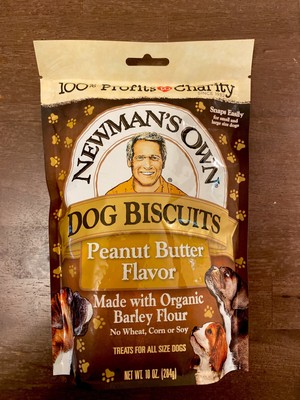 100% Profits to Charity
SINCE 1982
Snaps Easily
for small and
large size dogs
NEWMAN'S OWN
DOG BISCUITS
Peanut Butter
Flavor
Made with Organic
Barley Flour
No Wheat, Corn or Soy
TREATS FOR ALL SIZE DOGS
NET WT. 10 OZ. (284g)